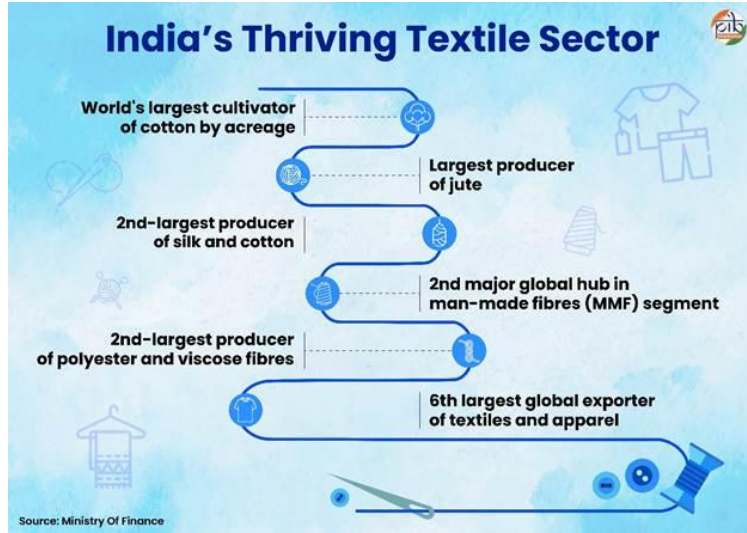 India's Thriving Textile Sector
pib
World's largest cultivator
of cotton by acreage
Largest producer
of jute
2nd-largest producer
of silk and cotton
2nd major global hub in
man-made fibres (MMF) segment
2nd-largest producer
of polyester and viscose fibres
6th largest global exporter
of textiles and apparel
Source: Ministry Of Finance